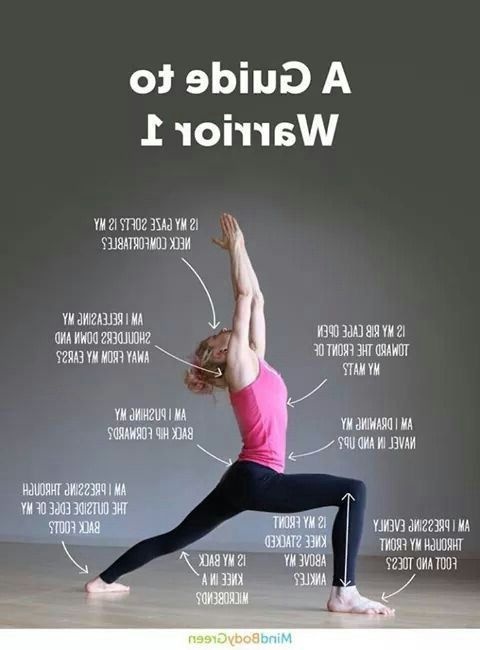 A Guide to
Warrior 1
IS MY GAZE SOFT? IS MY
NECK COMFORTABLE?
AM I RELEASING MY
SHOULDERS DOWN AND
AWAY FROM MY EARS?
IS MY RIB CAGE OPEN
TOWARD THE FRONT OF
MY MAT?
AM I PUSHING MY
BACK HIP FORWARD?
AM I DRAWING MY
NAVEL IN AND UP?
AM I PRESSING THROUGH
THE OUTSIDE EDGE OF MY
BACK FOOT?
IS MY BACK
KNEE IN A
MICROBEND?
IS MY FRONT
KNEE STACKED
ABOVE MY
ANKLE?
AM I PRESSING EVENLY
THROUGH MY FRONT
FOOT AND TOES?
MindBodyGreen